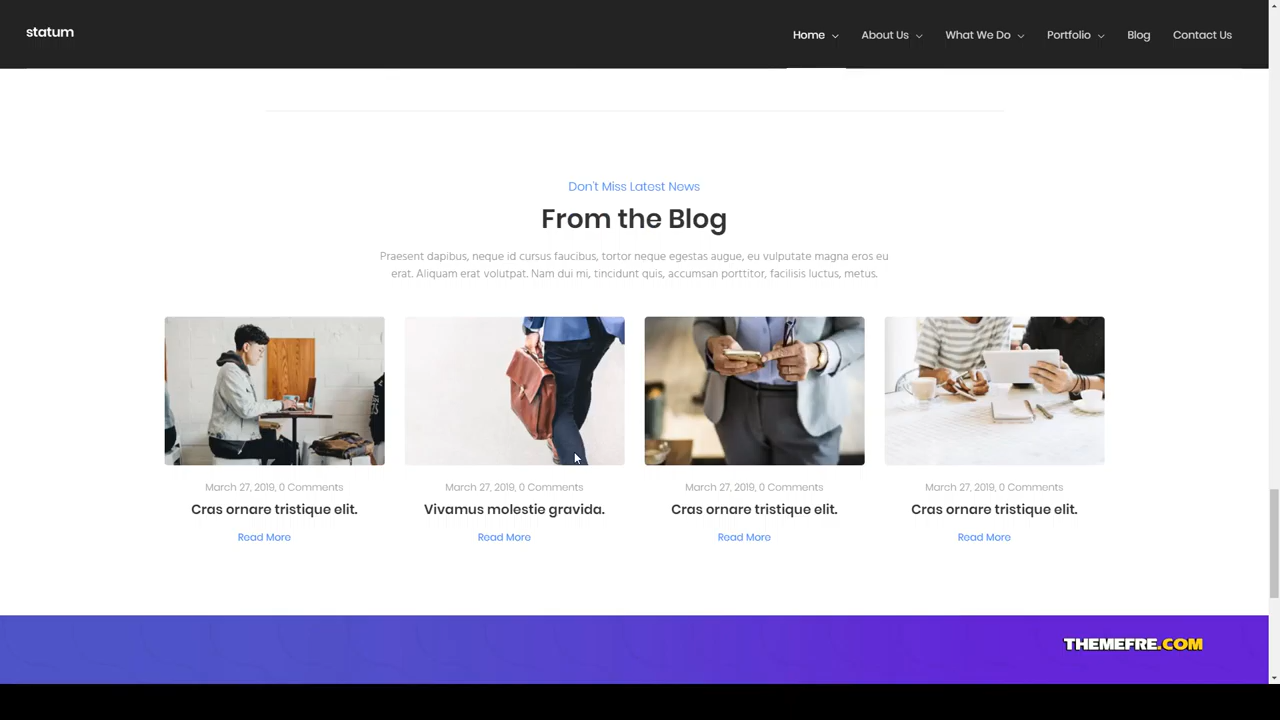 statum
Home
About Us
What We Do
Portfolio
Blog
Contact Us
Don't Miss Latest News
From the Blog
Praesent dapibus, neque id cursus faucibus, tortor neque egestas augue, eu vulputate magna eros eu
erat. Aliquam erat volutpat. Nam dui mi, tincidunt quis, accumsan porttitor, facilisis luctus, metus.
March 27, 2019, 0 Comments
Cras ornare tristique elit.
Read More
March 27, 2019, 0 Comments
Vivamus molestie gravida.
Read More
March 27, 2019, 0 Comments
Cras ornare tristique elit.
Read More
March 27, 2019, 0 Comments
Cras ornare tristique elit.
Read More
THEMEFRE.COM